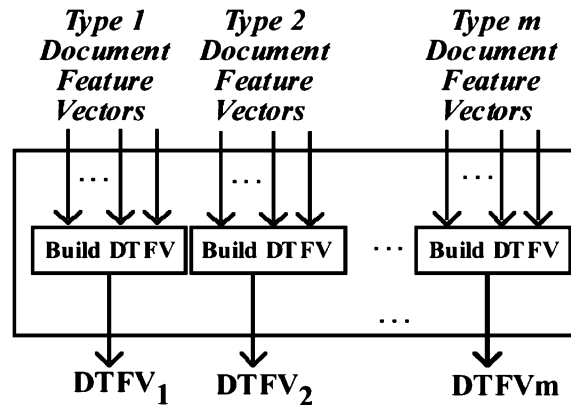 Type 1
Document
Feature
Vectors
Type 2
Document
Feature
Vectors
Type m
Document
Feature
Vectors
...
...
...
Build DTFV
Build DTFV
...
Build DTFV
...
DTFV1
DTFV2
DTFVm